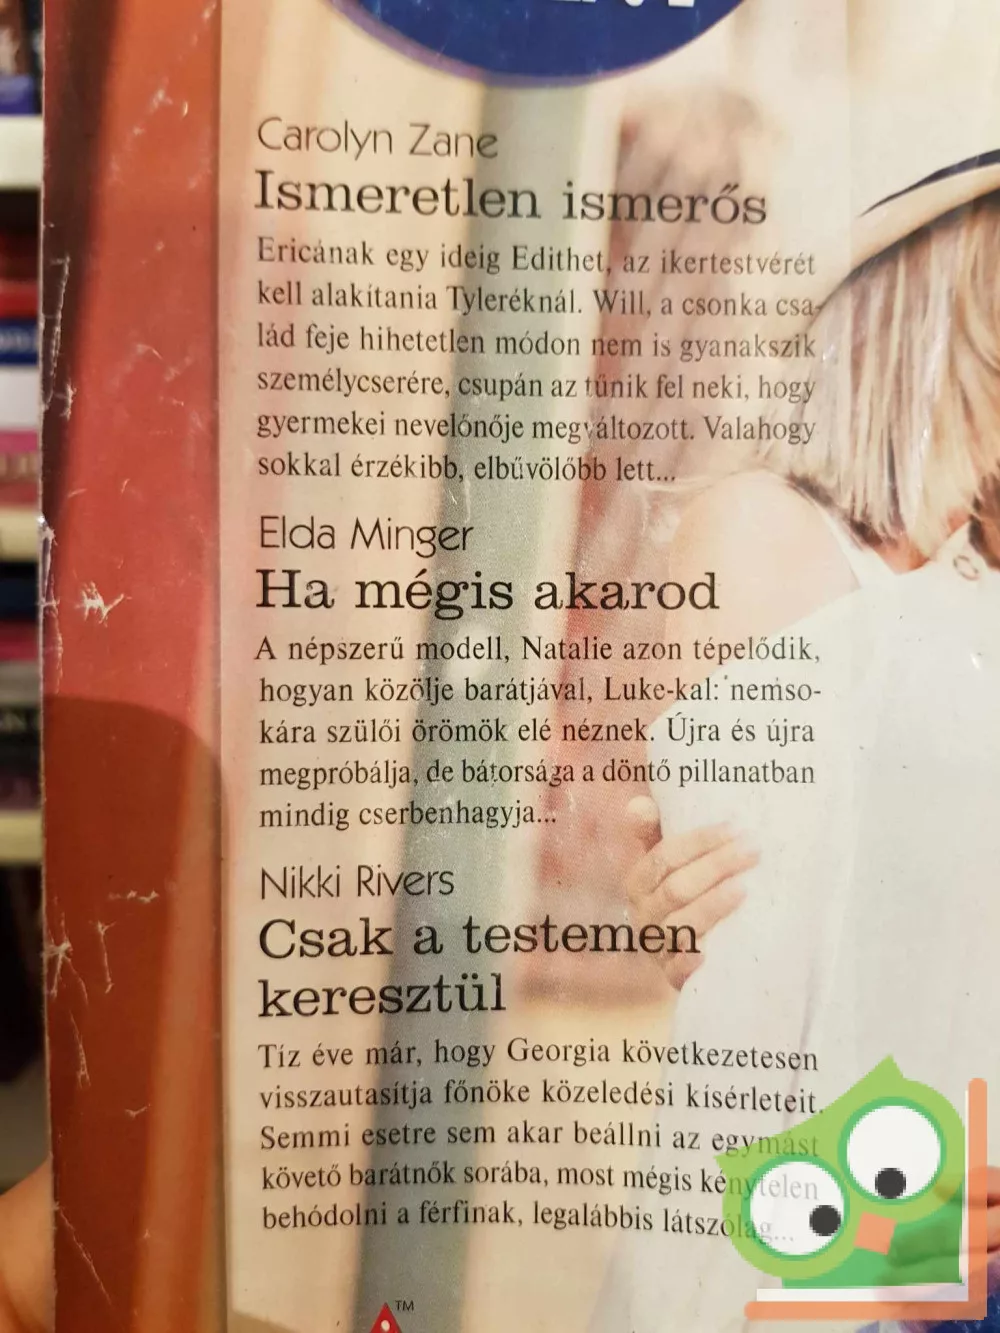 Carolyn Zane
Ismeretlen ismerős
Ericának egy ideig Edithet, az ikertestvérét
kell alakítania Tyleréknál. Will, a csonka csa-
lád feje hihetetlen módon nem is gyanakszik
személycserére, csupán az tűnik fel neki, hogy
gyermekei nevelőnője megváltozott. Valahogy
sokkal érzékibb, elbűvölőbb lett...
Elda Minger
Ha mégis akarod
A népszerű modell, Natalie azon tépelődik,
hogyan közölje barátjával, Luke-kal: nemso-
kára szülői örömök elé néznek. Újra és újra
megpróbálja, de bátorsága a döntő pillanatban
mindig cserbenhagyja...
Nikki Rivers
Csak a testemen
keresztül
Tíz éve már, hogy Georgia következetesen
visszautasítja főnöke közeledési kísérleteit.
Semmi esetre sem akar beállni az egymást
követő barátnők sorába, most mégis kénytelen
behódolni a férfinak, legalábbis látszólag...
TM